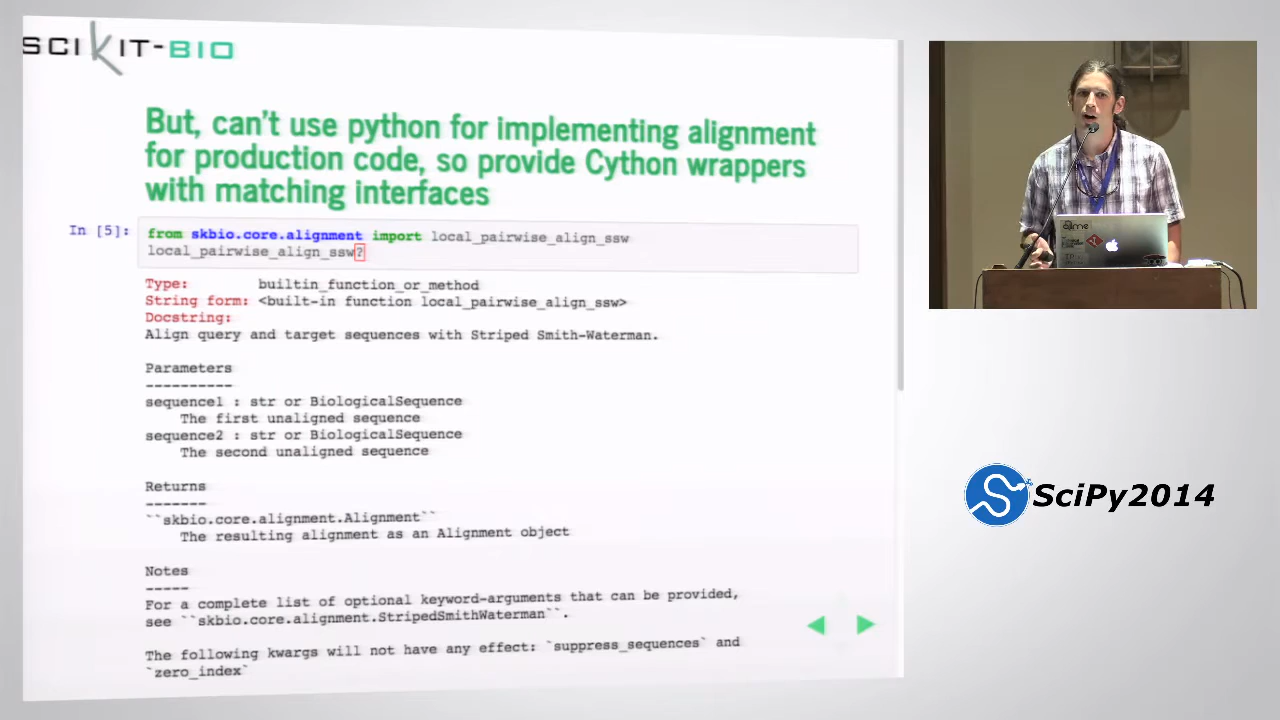 SCIKIT-BIO
But, can't use python for implementing alignment
for production code, so provide Cython wrappers
with matching interfaces
In [5]:
from skbio.core.alignment import local_pairwise_align_ssw
local_pairwise_align_ssw?
Type: builtin_function_or_method
String form: <built-in function local_pairwise_align_ssw>
Docstring:
Align query and target sequences with Striped Smith-Waterman.
Parameters
----------
sequence1 : str or BiologicalSequence
The first unaligned sequence
sequence2 : str or BiologicalSequence
The second unaligned sequence
Returns
-------
``skbio.core.alignment.Alignment``
The resulting alignment as an Alignment object
Notes
-----
For a complete list of optional keyword-arguments that can be provided,
see ``skbio.core.alignment.StripedSmithWaterman``.
The following kwargs will not have any effect: `suppress_sequences` and
`zero_index`
SciPy2014